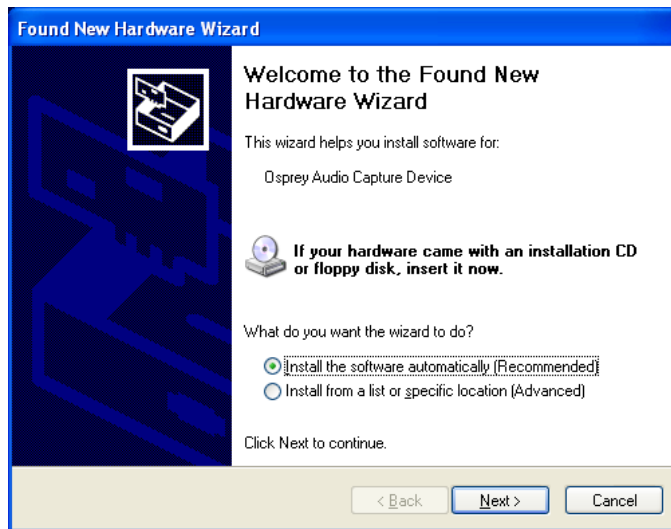 Found New Hardware Wizard
Welcome to the Found New
Hardware Wizard
This wizard helps you install software for:
Osprey Audio Capture Device
If your hardware came with an installation CD
or floppy disk, insert it now.
What do you want the wizard to do?
Install the software automatically (Recommended)
Install from a list or specific location (Advanced)
Click Next to continue.
< Back Next > Cancel